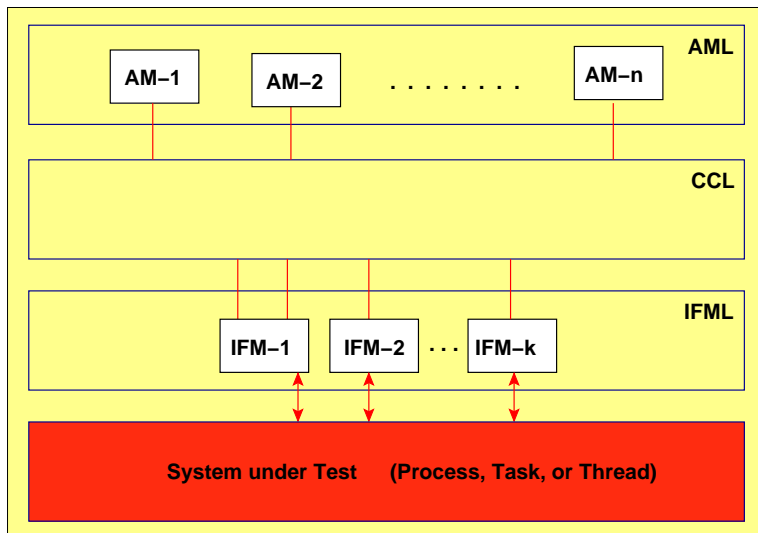 AML
AM−1 AM−2 . . . . . . . . AM−n
CCL
IFML
IFM−1 IFM−2 . . . IFM−k
System under Test (Process, Task, or Thread)